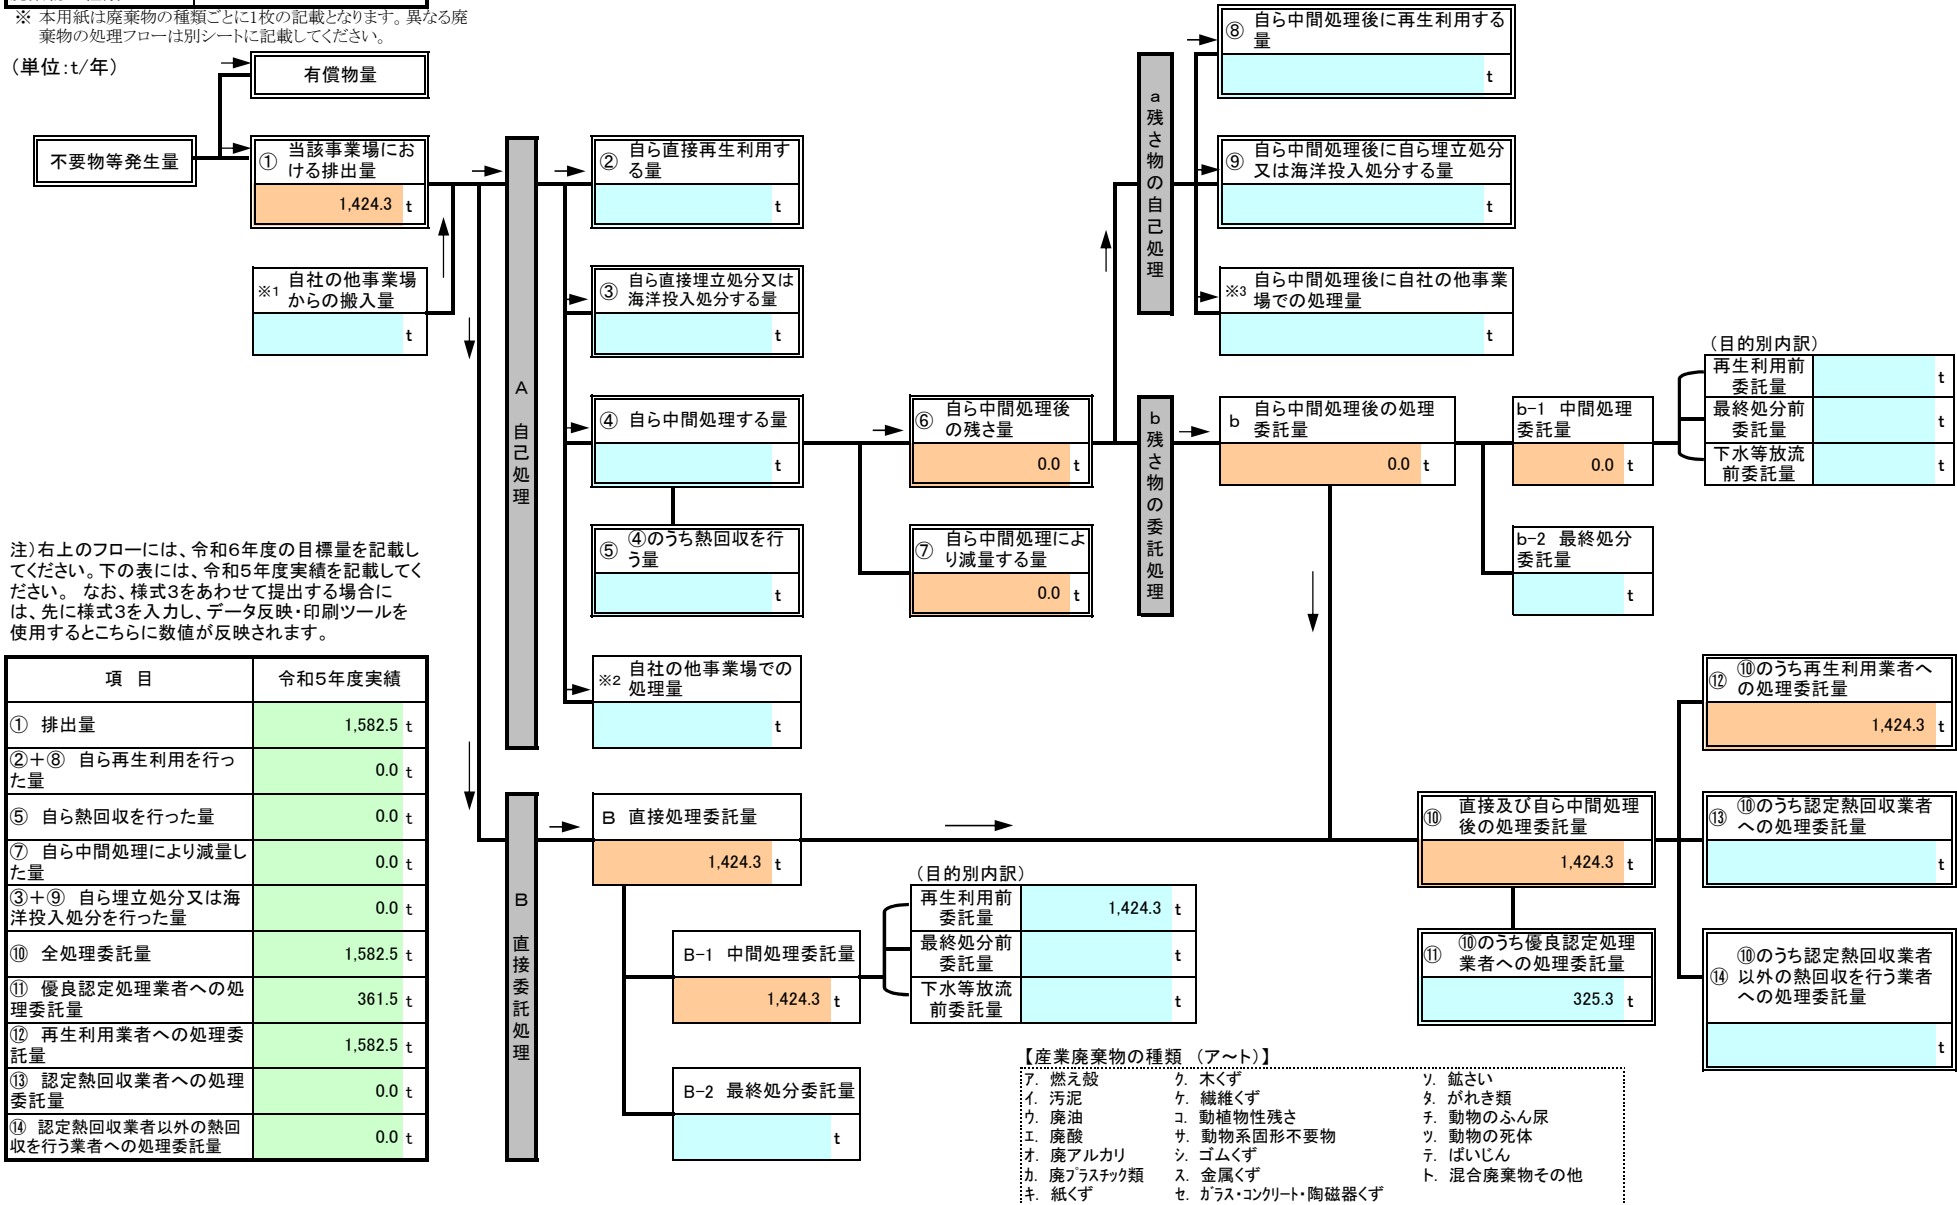 ※ 本用紙は廃棄物の種類ごとに1枚の記載となります。異なる廃
棄物の処理フローは別シートに記載してください。
(単位:t/年)
有償物量
不要物等発生量
① 当該事業場にお
ける排出量
1,424.3 t
※1 自社の他事業場
からの搬入量
t
A 自己処理
② 自ら直接再生利用す
る量
t
③ 自ら直接埋立処分又は
海洋投入処分する量
t
④ 自ら中間処理する量
t
⑤ ④のうち熱回収を行
う量
t
※2 自社の他事業場での
処理量
t
⑥ 自ら中間処理後
の残さ量
0.0 t
⑦ 自ら中間処理によ
り減量する量
0.0 t
a 残さ物の自己処理
⑧ 自ら中間処理後に再生利用する
量
t
⑨ 自ら中間処理後に自ら埋立処分
又は海洋投入処分する量
t
※3 自ら中間処理後に自社の他事業
場での処理量
t
b 残さ物の委託処理
b 自ら中間処理後の処理
委託量
0.0 t
b-1 中間処理
委託量
0.0 t
(目的別内訳)
再生利用前
委託量
t
最終処分前
委託量
t
下水等放流
前委託量
t
b-2 最終処分
委託量
t
注)右上のフローには、令和6年度の目標量を記載し
てください。下の表には、令和5年度実績を記載してく
ださい。 なお、様式3をあわせて提出する場合に
は、先に様式3を入力し、データ反映・印刷ツールを
使用するとこちらに数値が反映されます。
項 目 令和5年度実績
① 排出量 1,582.5 t
②+⑧ 自ら再生利用を行っ
た量 0.0 t
⑤ 自ら熱回収を行った量 0.0 t
⑦ 自ら中間処理により減量し
た量 0.0 t
③+⑨ 自ら埋立処分又は海
洋投入処分を行った量 0.0 t
⑩ 全処理委託量 1,582.5 t
⑪ 優良認定処理業者への処
理委託量 361.5 t
⑫ 再生利用業者への処理委
託量 1,582.5 t
⑬ 認定熱回収業者への処理
委託量 0.0 t
⑭ 認定熱回収業者以外の熱回
収を行う業者への処理委託量 0.0 t
B 直接委託処理
B 直接処理委託量
1,424.3 t
B-1 中間処理委託量
1,424.3 t
(目的別内訳)
再生利用前
委託量
1,424.3 t
最終処分前
委託量
t
下水等放流
前委託量
t
B-2 最終処分委託量
t
⑩ 直接及び自ら中間処理
後の処理委託量
1,424.3 t
⑪ ⑩のうち優良認定処理
業者への処理委託量
325.3 t
⑫ ⑩のうち再生利用業者へ
の処理委託量
1,424.3 t
⑬ ⑩のうち認定熱回収業者
への処理委託量
t
⑭ ⑩のうち認定熱回収業者
以外の熱回収を行う業者
への処理委託量
t
【産業廃棄物の種類 (ア~ト)】
ア. 燃え殻 ク. 木くず ソ. 鉱さい
イ. 汚泥 ケ. 繊維くず タ. がれき類
ウ. 廃油 コ. 動植物性残さ チ. 動物のふん尿
エ. 廃酸 サ. 動物系固形不要物 ツ. 動物の死体
オ. 廃アルカリ シ. ゴムくず テ. ばいじん
カ. 廃プラスチック類 ス. 金属くず ト. 混合廃棄物その他
キ. 紙くず セ. ガラス・コンクリート・陶磁器くず